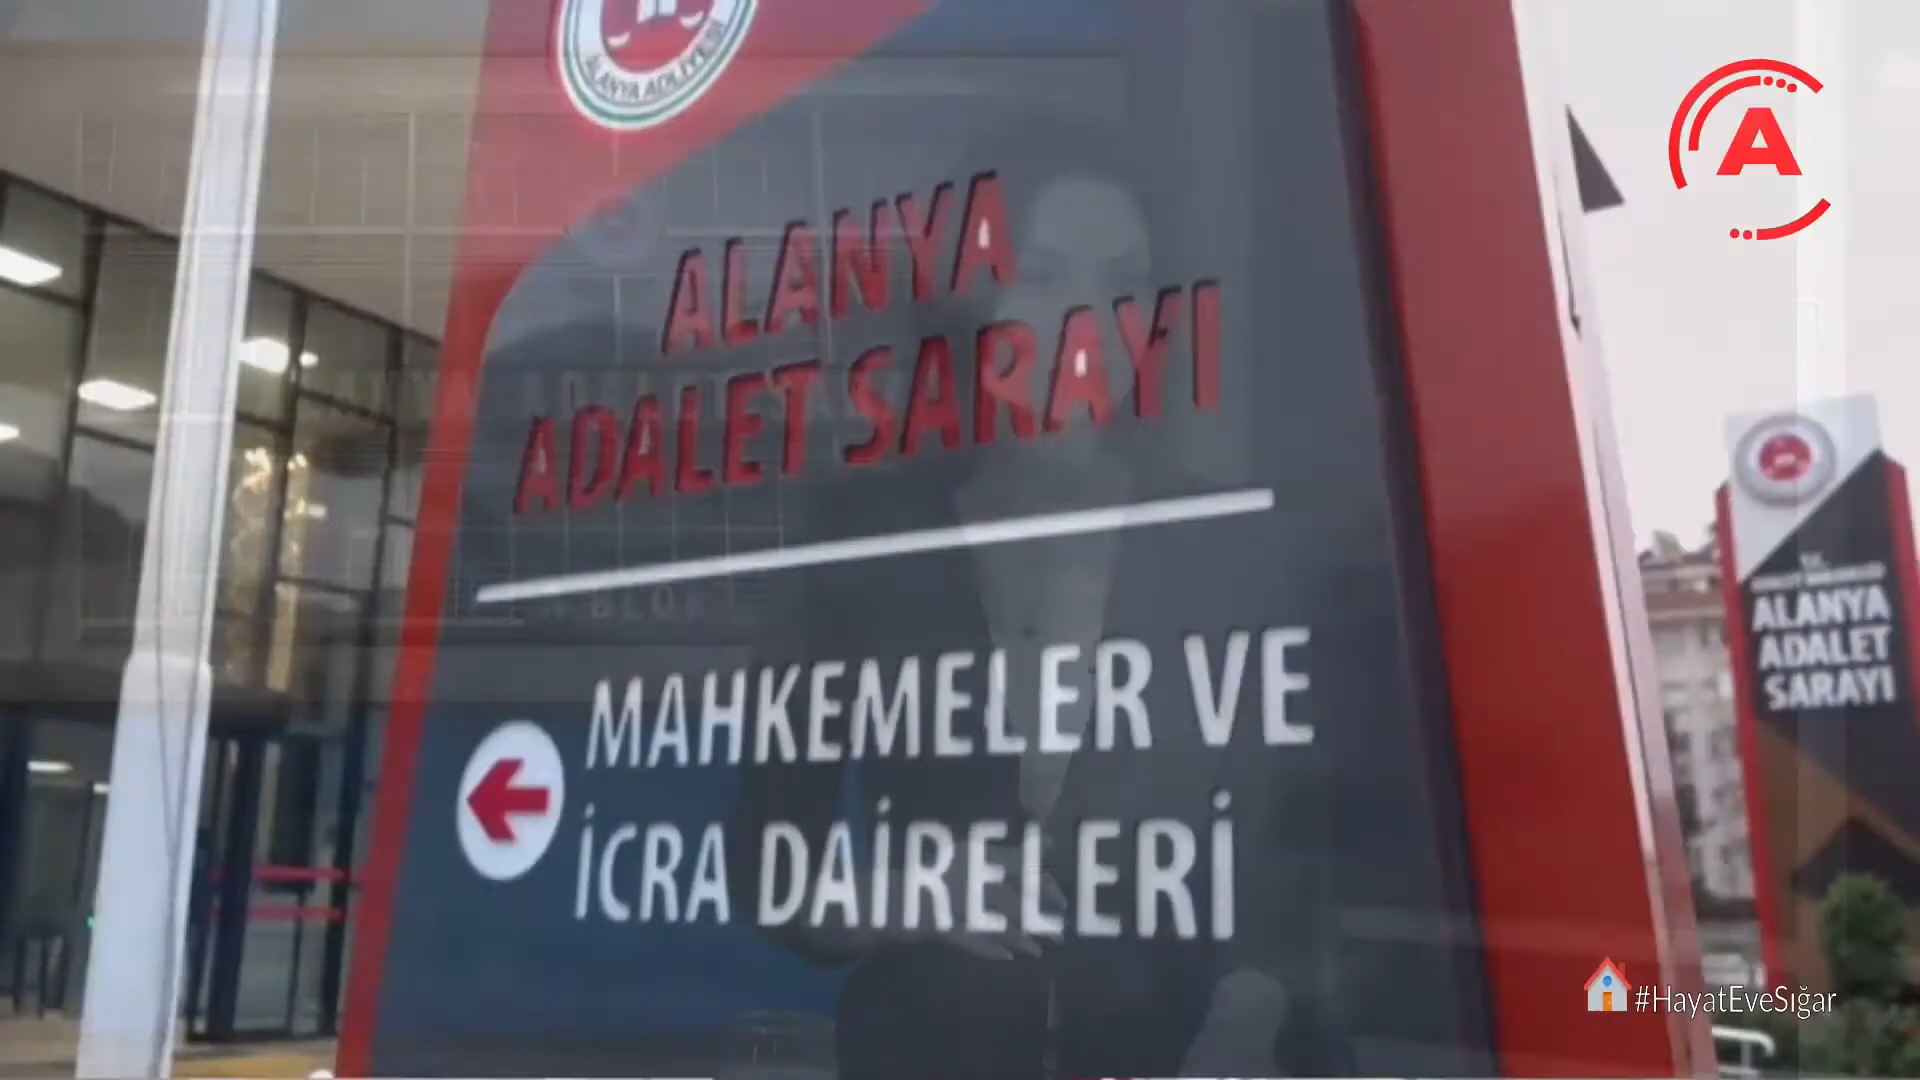 ALANYA ADLİYESİ
A
ALANYA
ADALET SARAYI
MAHKEMELER VE
İCRA DAİRELERİ
T.C.
ALANYA
ADALET
SARAYI
#HayatEveSığar